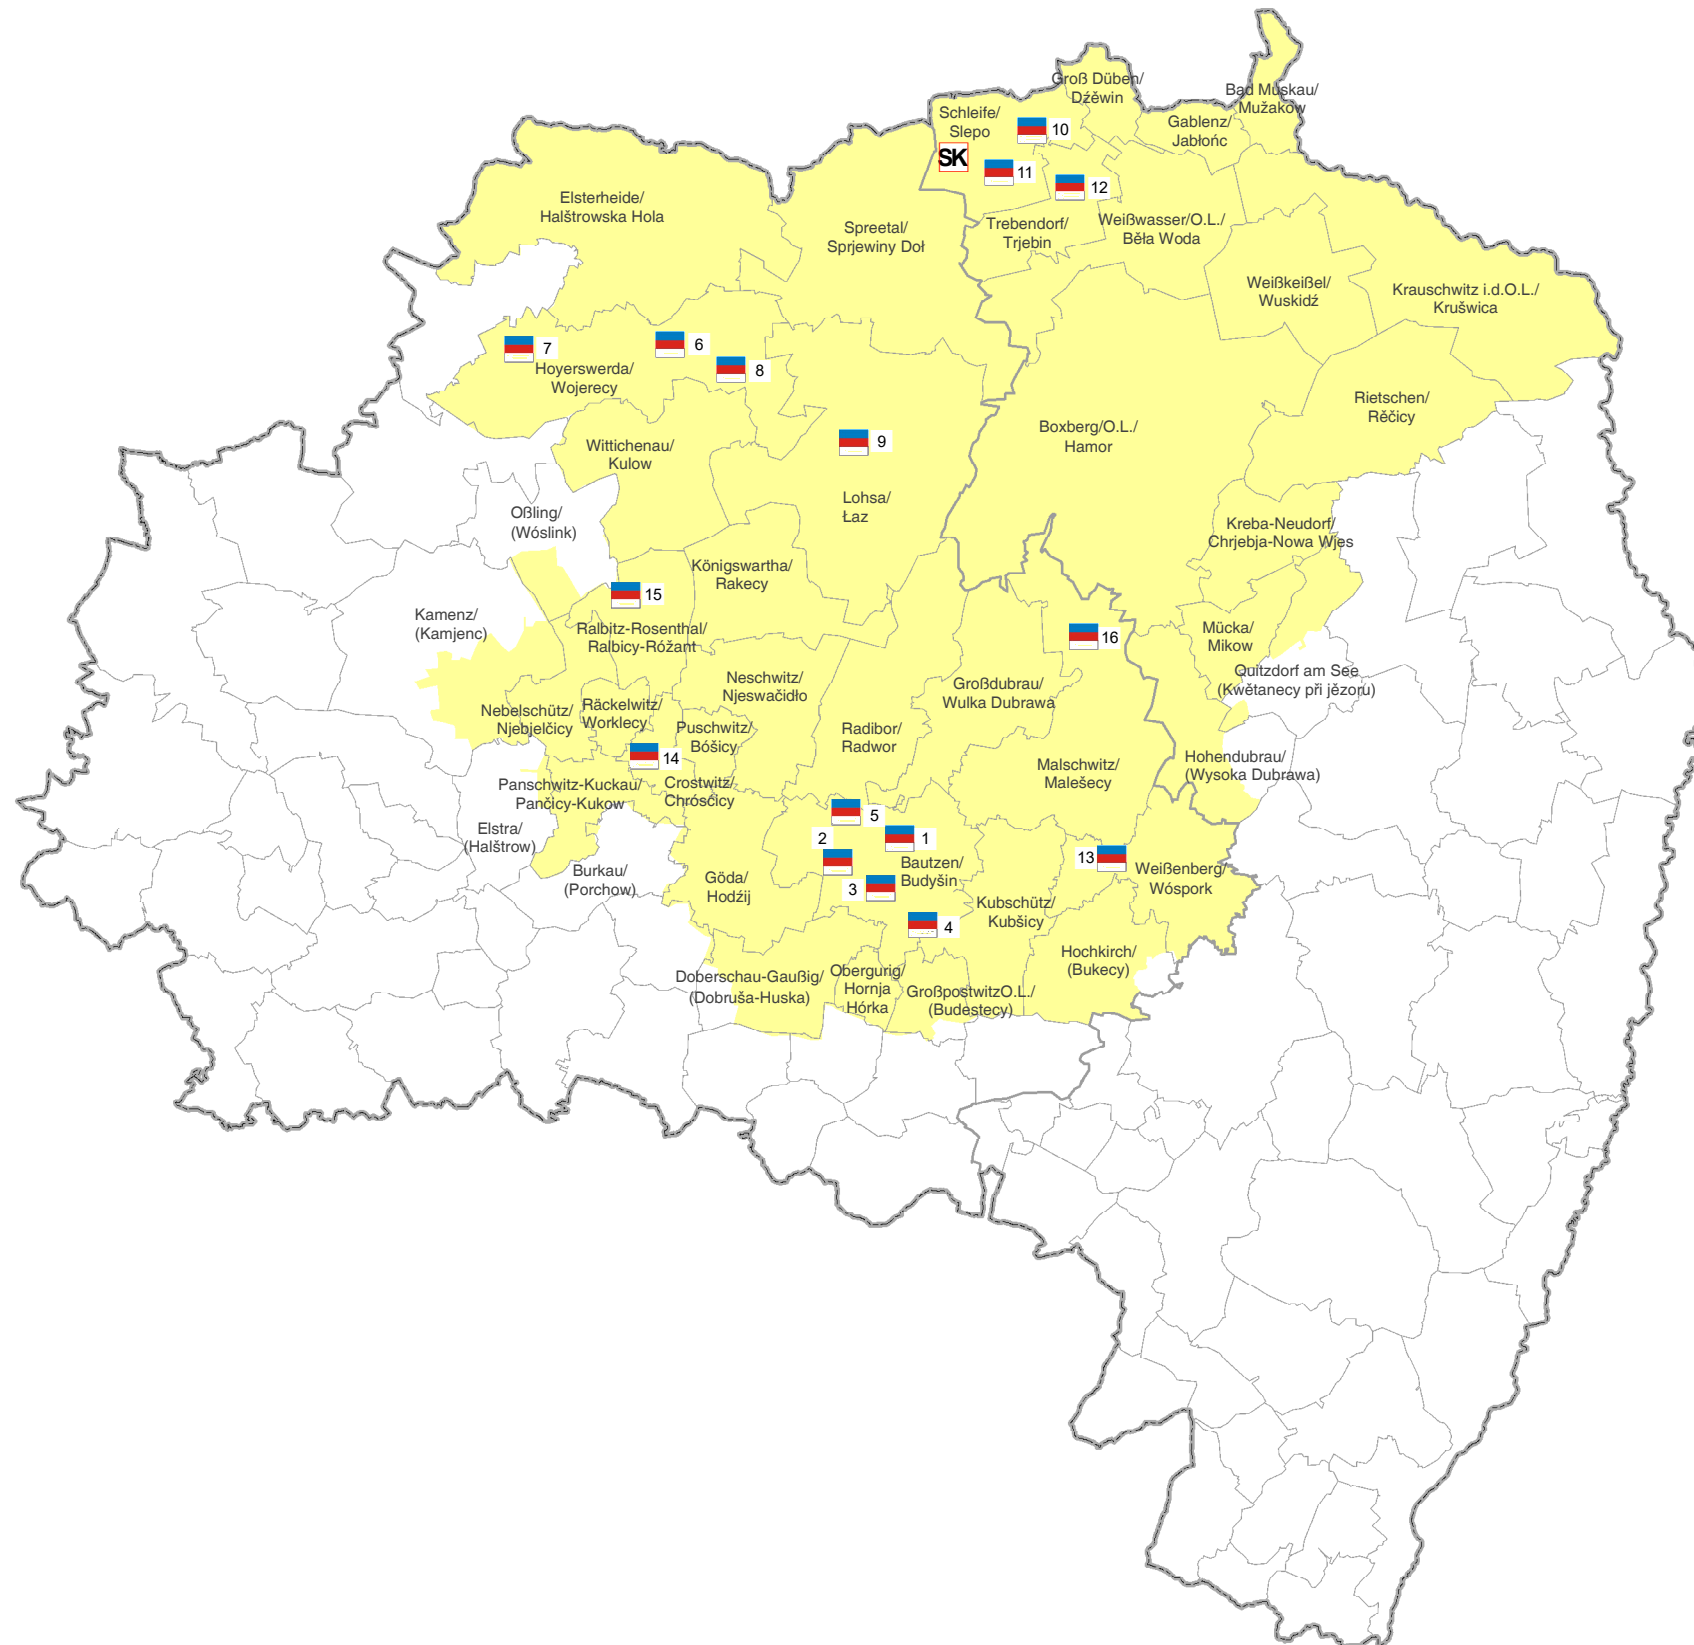 Groß Düben/
Dźěwin
Bad Muskau/
Mužakow
Schleife/
Slepo
10
Gablenz/
Jabłońc
SK
11
12
Elsterheide/
Halštrowska Hola
Spreetal/
Sprjewiny Doł
Trebendorf/
Trjebin
Weißwasser/O.L./
Běła Woda
Weißkeißel/
Wuskidź
Krauschwitz i.d.O.L./
Krušwica
7
6
8
Hoyerswerda/
Wojerecy
Rietschen/
Rěčicy
Boxberg/O.L./
Hamor
9
Wittichenau/
Kulow
Lohsa/
Łaz
Oßling/
(Wóslink)
Kreba-Neudorf/
Chrjebja-Nowa Wjes
Königswartha/
Rakecy
15
Kamenz/
(Kamjenc)
Ralbitz-Rosenthal/
Ralbicy-Róžant
16
Mücka/
Mikow
Quitzdorf am See
(Kwětanecy při jězoru)
Neschwitz/
Njeswačidło
Großdubrau/
Wulka Dubrawa
Nebelschütz/
Njebjelčicy
Räckelwitz/
Worklecy
Puschwitz/
Bóšicy
Radibor/
Radwor
14
Malschwitz/
Malešecy
Hohendubrau/
(Wysoka Dubrawa)
Panschwitz-Kuckau/
Pančicy-Kukow
Crostwitz/
Chrósćicy
5
2
1
Elstra/
(Halštrow)
Bautzen/
Budyšin
13
Weißenberg/
Wóspork
Burkau/
(Porchow)
Göda/
Hodźij
3
4
Kubschütz/
Kubšicy
Hochkirch/
(Bukecy)
Doberschau-Gaußig/
(Dobruša-Huska)
Obergurig/
Hornja
Hórka
GroßpostwitzO.L./
(Budestecy)